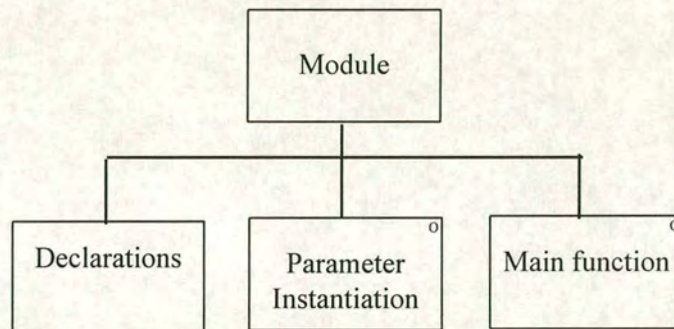 Module
Declarations
o
Parameter
Instantiation
Main function